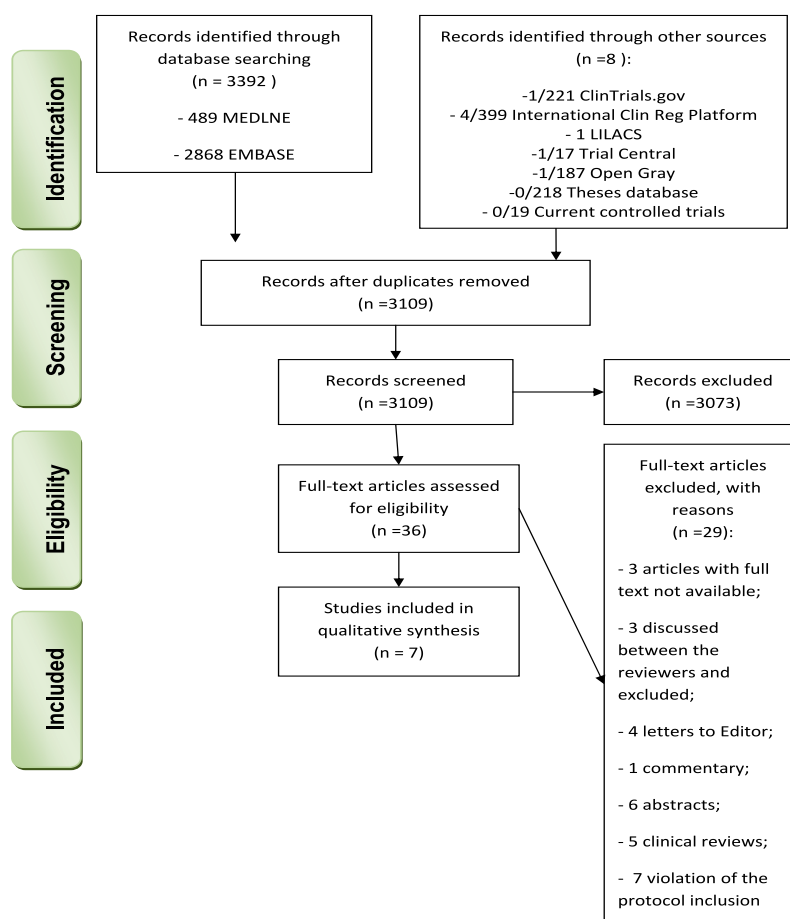 Identification
Records identified through
database searching
(n = 3392 )
- 489 MEDLNE
- 2868 EMBASE
Records identified through other sources
(n =8 ):
-1/221 ClinTrials.gov
- 4/399 International Clin Reg Platform
- 1 LILACS
-1/17 Trial Central
-1/187 Open Gray
-0/218 Theses database
- 0/19 Current controlled trials
Screening
Records after duplicates removed
(n =3109)
Records screened
(n =3109)
Records excluded
(n =3073)
Eligibility
Full-text articles assessed
for eligibility
(n =36)
Full-text articles
excluded, with
reasons
(n =29):
- 3 articles with full
text not available;
- 3 discussed
between the
reviewers and
excluded;
- 4 letters to Editor;
- 1 commentary;
- 6 abstracts;
- 5 clinical reviews;
- 7 violation of the
protocol inclusion
Included
Studies included in
qualitative synthesis
(n = 7)